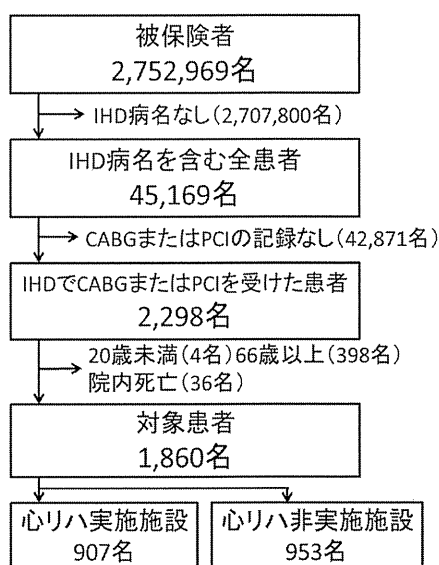 被保険者
2,752,969名
IHD病名なし(2,707,800名)
IHD病名を含む全患者
45,169名
CABGまたはPCIの記録なし(42,871名)
IHDでCABGまたはPCIを受けた患者
2,298名
20歳未満(4名)66歳以上(398名)
院内死亡(36名)
対象患者
1,860名
心リハ実施施設
907名
心リハ非実施施設
953名